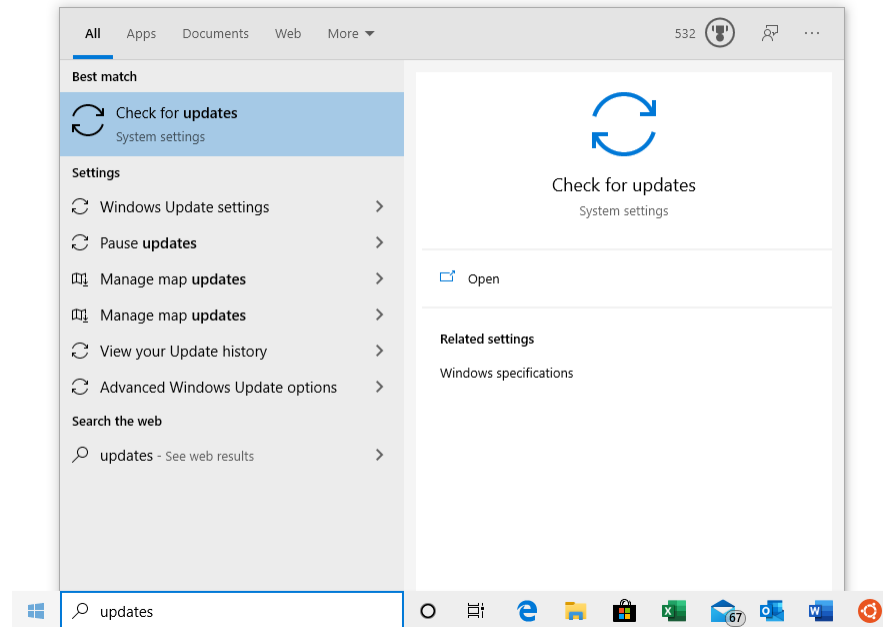 All Apps Documents Web More 532 ...
Best match
Check for updates
System settings
Settings
Windows Update settings
Pause updates
Manage map updates
Manage map updates
View your Update history
Advanced Windows Update options
Search the web
updates - See web results
Check for updates
System settings
Open
Related settings
Windows specifications
updates
67